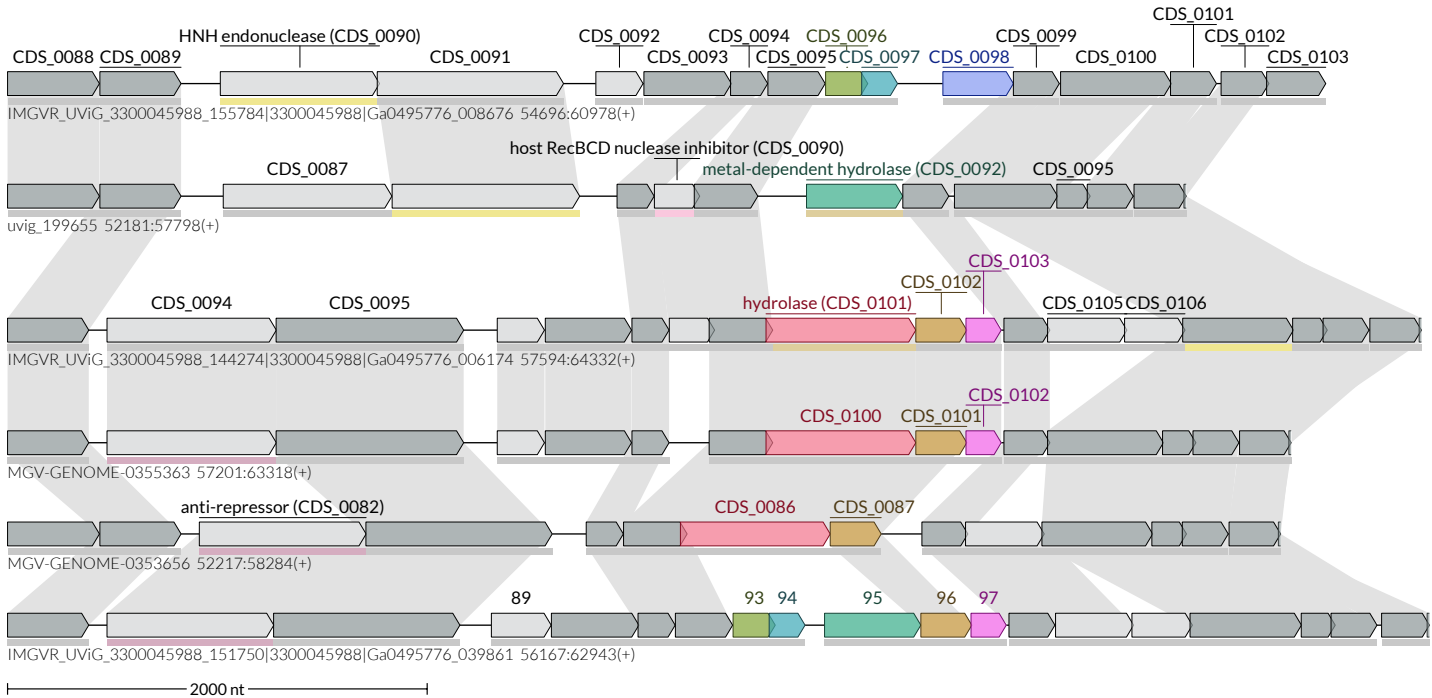 CDS_0101
HNH endonuclease (CDS_0090) CDS_0092 CDS_0094 CDS_0096 CDS_0099 CDS_0102
CDS_0088 CDS_0089 CDS_0091 CDS_0093 CDS_0095 CDS_0097 CDS_0098 CDS_0100 CDS_0103
IMGVR_UViG_3300045988_155784|3300045988|Ga0495776_008676 54696:60978(+)
host RecBCD nuclease inhibitor (CDS_0090)
CDS_0087 metal-dependent hydrolase (CDS_0092) CDS_0095
uvig_199655 52181:57798(+)
CDS_0103
CDS_0102
CDS_0094 CDS_0095 hydrolase (CDS_0101) CDS_0105 CDS_0106
IMGVR_UViG_3300045988_144274|3300045988|Ga0495776_006174 57594:64332(+)
CDS_0102
CDS_0100 CDS_0101
MGV-GENOME-0355363 57201:63318(+)
anti-repressor (CDS_0082) CDS_0086 CDS_0087
MGV-GENOME-0353656 52217:58284(+)
89 93 94 95 96 97
IMGVR_UViG_3300045988_151750|3300045988|Ga0495776_039861 56167:62943(+)
2000 nt